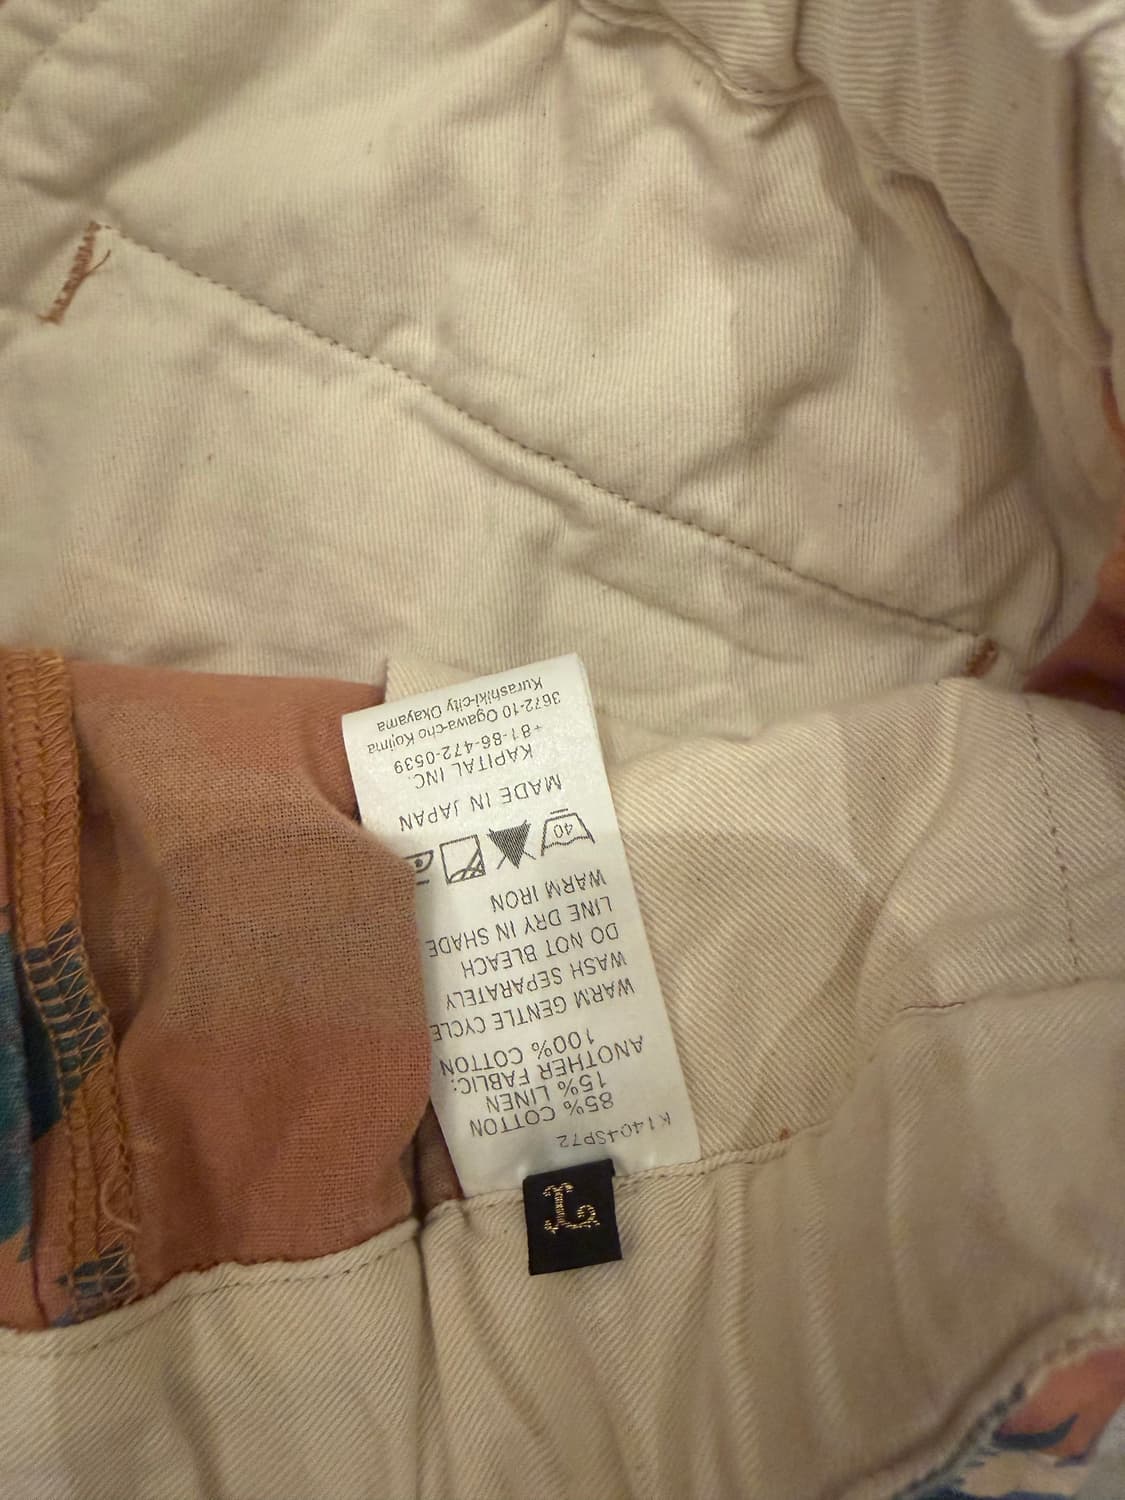 K1404SP72
85% COTTON
15% LINEN
ANOTHER FABRIC:
100% COTTON
WARM GENTLE CYCLE
WASH SEPARATELY
DO NOT BLEACH
LINE DRY IN SHADE
WARM IRON
40
MADE IN JAPAN
KAPITAL INC.
+81-86-472-0539
3672-10 Ogawa-cho Kojima
Kurashiki-city Okayama
L